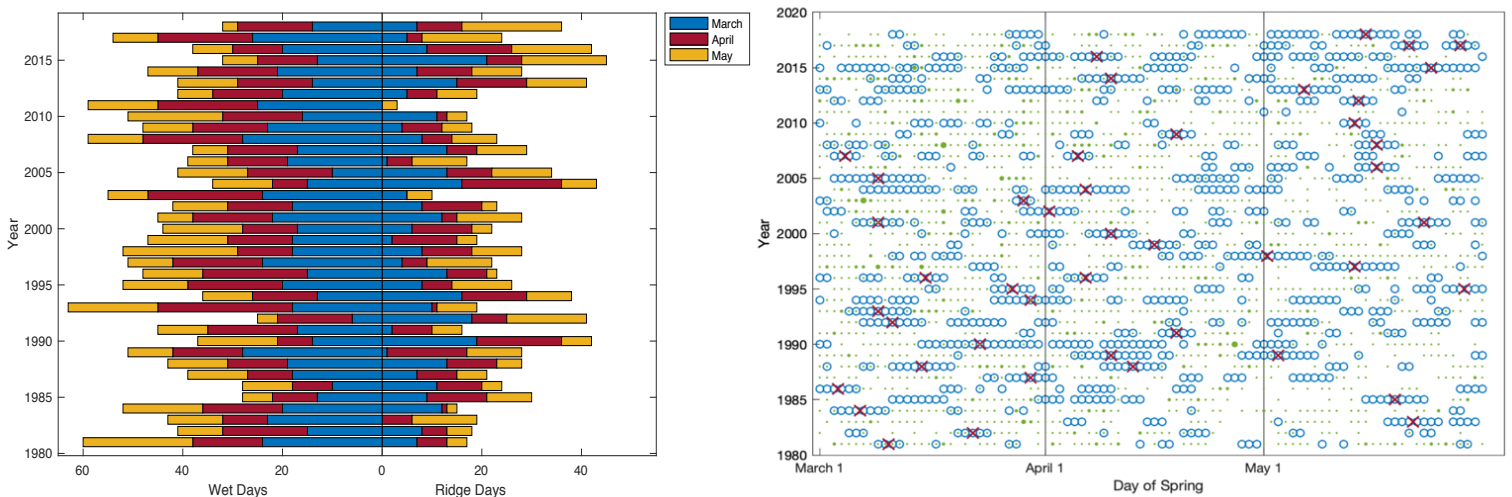 March
April
May
2015
2010
2005
2000
1995
1990
1985
1980
Year
60
40
20
0
20
40
Wet Days
Ridge Days
2020
2015
2010
2005
2000
1995
1990
1985
1980
Year
March 1
April 1
May 1
Day of Spring